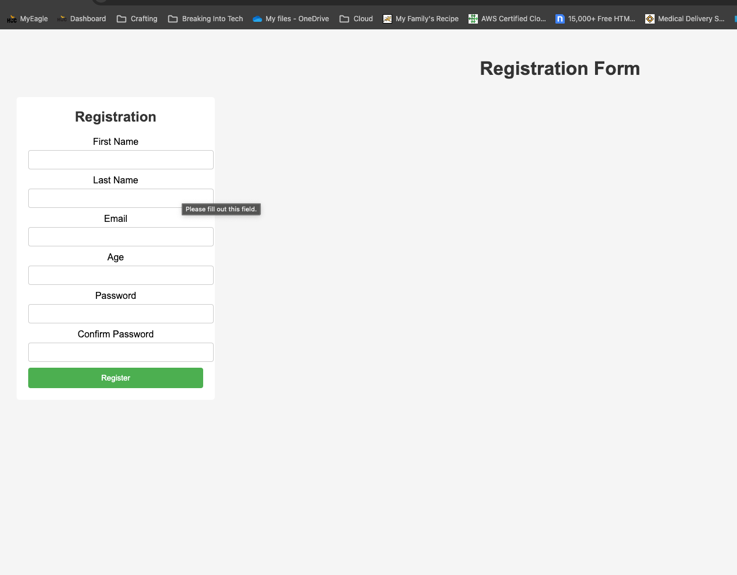 MyEagle Dashboard Crafting Breaking Into Tech My files - OneDrive Cloud My Family's Recipe AWS Certified Clo... 15,000+ Free HTM... Medical Delivery S...
Registration Form
Registration
First Name
Last Name
Please fill out this field.
Email
Age
Password
Confirm Password
Register